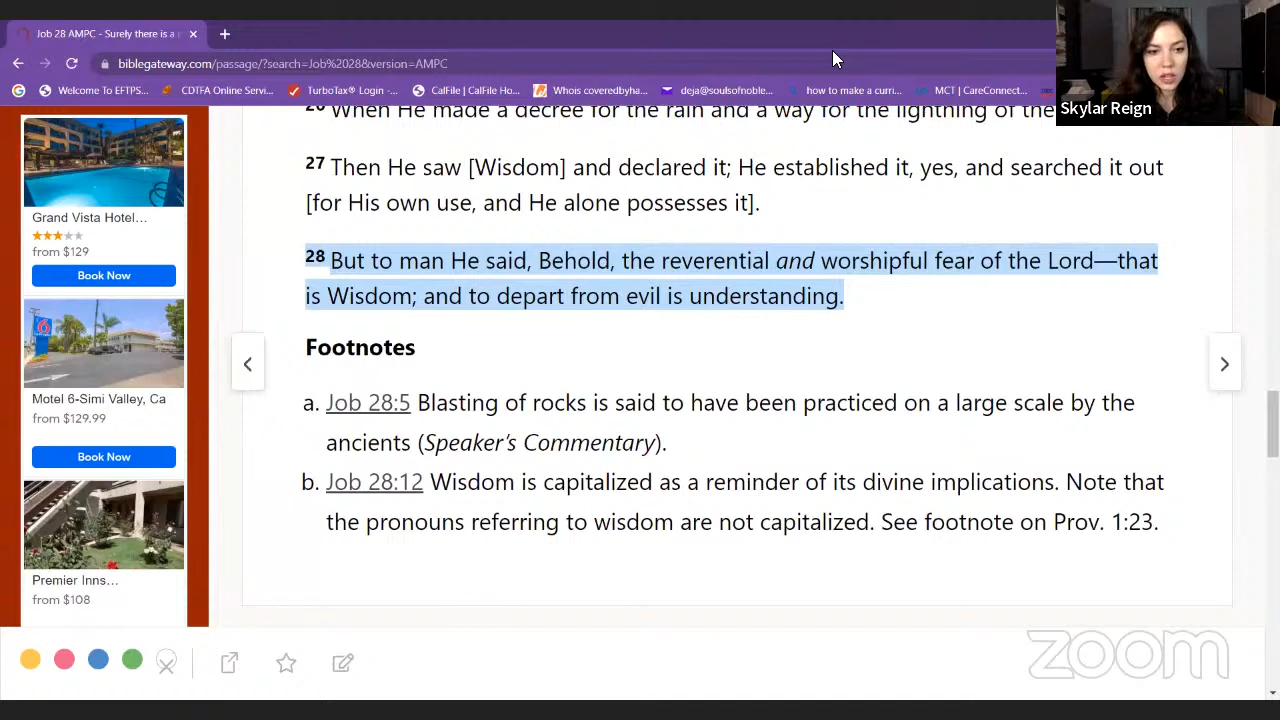 Job 28 AMPC - Surely there is a
biblegateway.com/passage/?search=Job%2028&version=AMPC
Welcome To EFTPS... CDTFA Online Servi... TurboTax® Login -... CalFile | CalFile Ho... Whois coveredbyha... deja@soulsofnoble... how to make a curri... MCT | CareConnect...
Skylar Reign
When He made a decree for the rain and a way for the lightning of the
27 Then He saw [Wisdom] and declared it; He established it, yes, and searched it out
[for His own use, and He alone possesses it].
28 But to man He said, Behold, the reverential and worshipful fear of the Lord—that
is Wisdom; and to depart from evil is understanding.
Footnotes
a. Job 28:5 Blasting of rocks is said to have been practiced on a large scale by the
ancients (Speaker's Commentary).
b. Job 28:12 Wisdom is capitalized as a reminder of its divine implications. Note that
the pronouns referring to wisdom are not capitalized. See footnote on Prov. 1:23.
Grand Vista Hotel...
from $129
Book Now
Motel 6-Simi Valley, Ca
from $129.99
Book Now
Premier Inns...
from $108
zoom